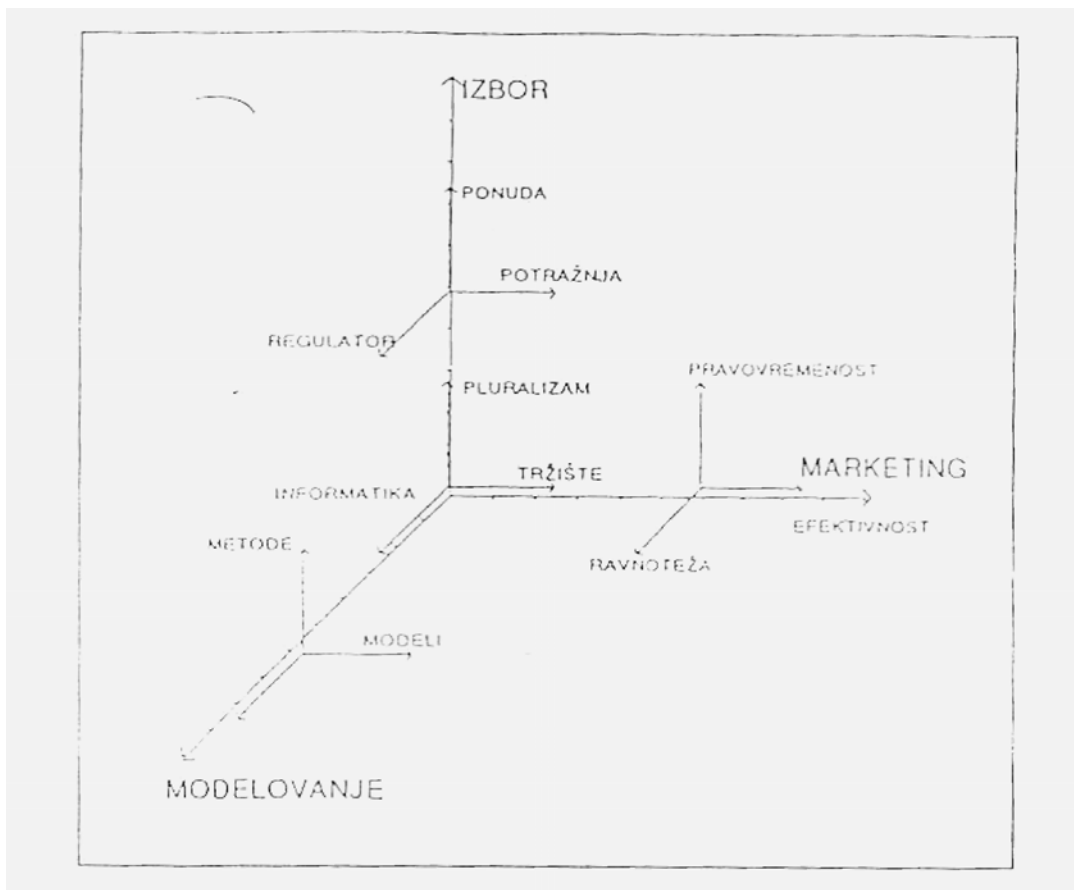 IZBOR
PONUDA
POTRAŽNJA
REGULATOR
PRAVOVREMENOST
PLURALIZAM
MARKETING
TRŽIŠTE
INFORMATIKA
EFEKTIVNOST
METODE
RAVNOTEŽA
MODELI
MODELOVANJE